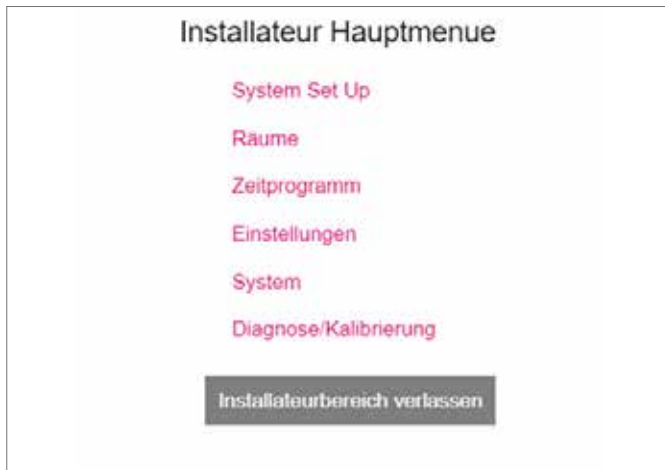 Installateur Hauptmenue
System Set Up
Räume
Zeitprogramm
Einstellungen
System
Diagnose/Kalibrierung
Installateurbereich verlassen